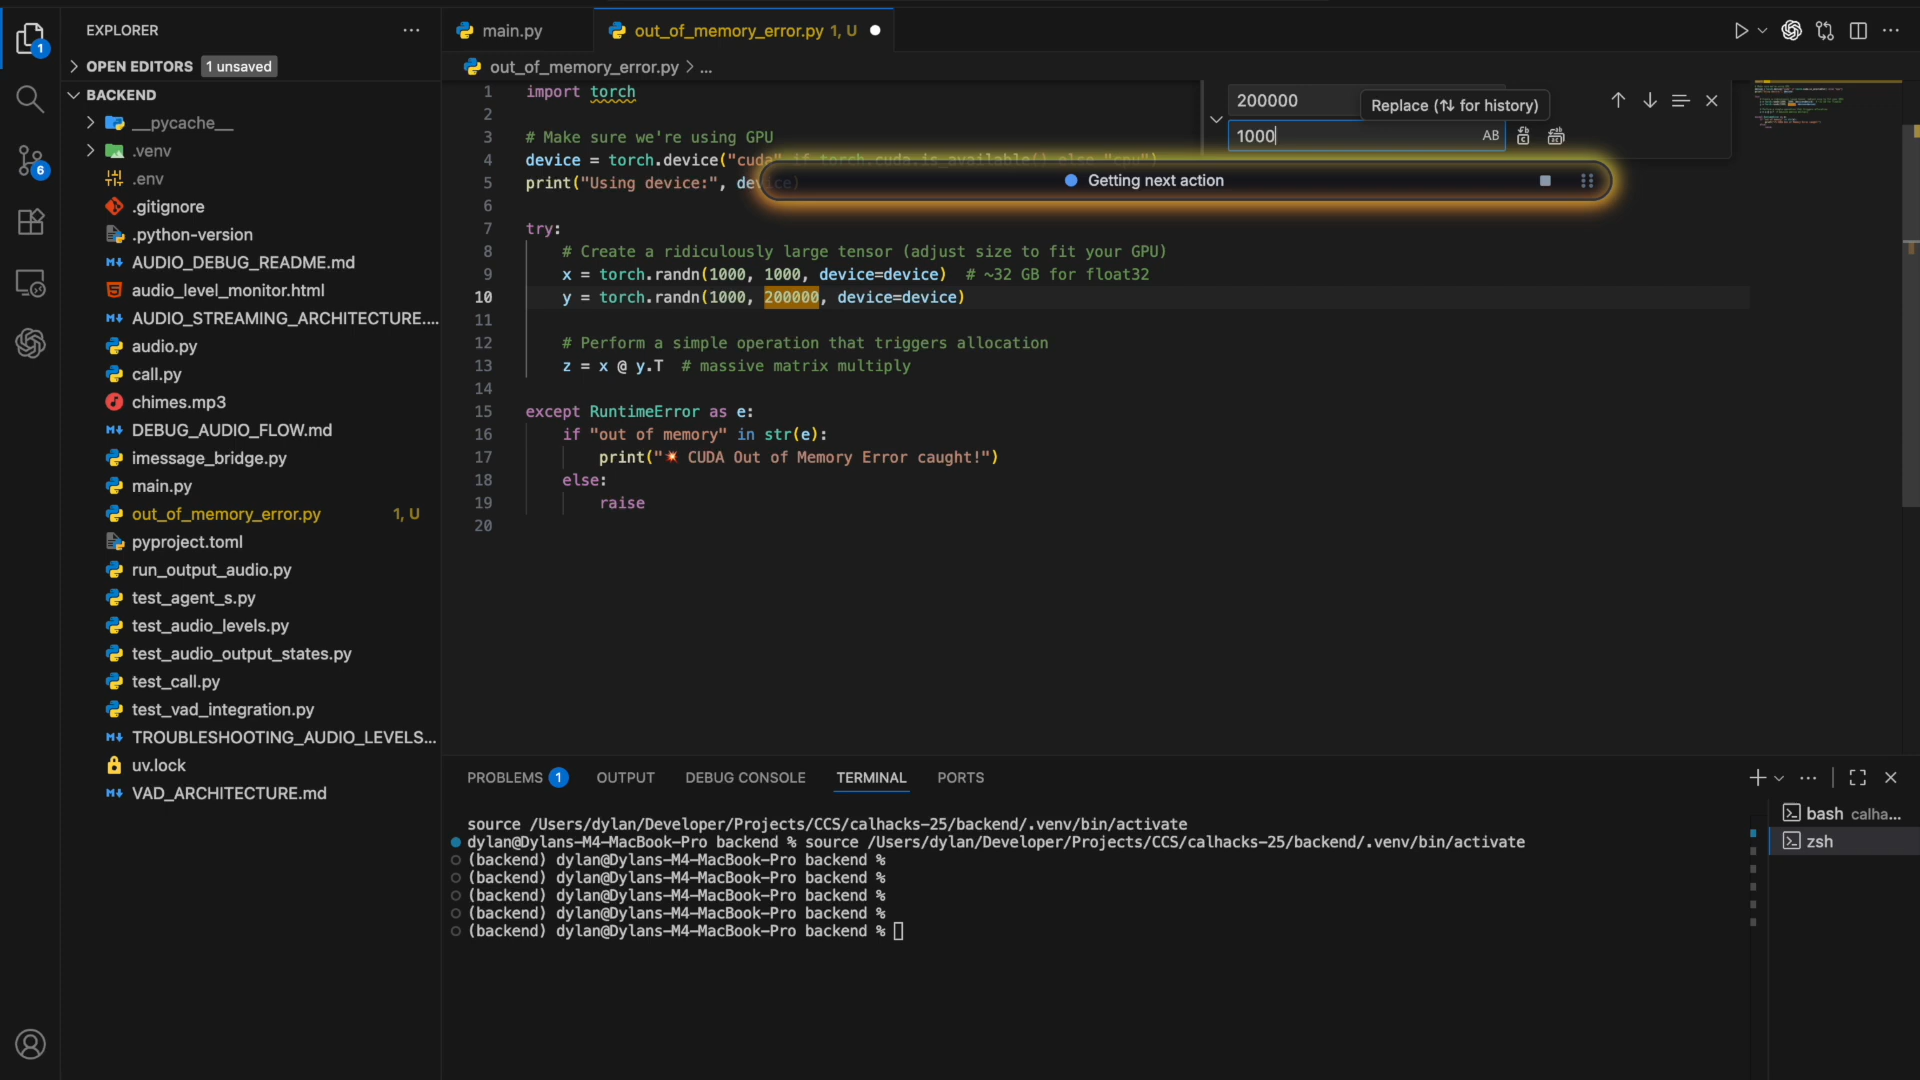 EXPLORER
OPEN EDITORS 1 unsaved
BACKEND
__pycache__
.venv
.env
.gitignore
.python-version
AUDIO_DEBUG_README.md
audio_level_monitor.html
AUDIO_STREAMING_ARCHITECTURE....
audio.py
call.py
chimes.mp3
DEBUG_AUDIO_FLOW.md
imessage_bridge.py
main.py
out_of_memory_error.py 1, U
pyproject.toml
run_output_audio.py
test_agent_s.py
test_audio_levels.py
test_audio_output_states.py
test_call.py
test_vad_integration.py
TROUBLESHOOTING_AUDIO_LEVELS...
uv.lock
VAD_ARCHITECTURE.md
1
6
main.py
out_of_memory_error.py 1, U
out_of_memory_error.py > ...
200000
Replace (⇅ for history)
1000
AB
Getting next action
1 import torch
2
3 # Make sure we're using GPU
4 device = torch.device("cuda" if torch.cuda.is_available() else "cpu")
5 print("Using device:", device)
6
7 try:
8 # Create a ridiculously large tensor (adjust size to fit your GPU)
9 x = torch.randn(1000, 1000, device=device) # ~32 GB for float32
10 y = torch.randn(1000, 200000, device=device)
11
12 # Perform a simple operation that triggers allocation
13 z = x @ y.T # massive matrix multiply
14
15 except RuntimeError as e:
16 if "out of memory" in str(e):
17 print("💥 CUDA Out of Memory Error caught!")
18 else:
19 raise
20
PROBLEMS 1 OUTPUT DEBUG CONSOLE TERMINAL PORTS
source /Users/dylan/Developer/Projects/CCS/calhacks-25/backend/.venv/bin/activate
dylan@Dylans-M4-MacBook-Pro backend % source /Users/dylan/Developer/Projects/CCS/calhacks-25/backend/.venv/bin/activate
(backend) dylan@Dylans-M4-MacBook-Pro backend %
(backend) dylan@Dylans-M4-MacBook-Pro backend %
(backend) dylan@Dylans-M4-MacBook-Pro backend %
(backend) dylan@Dylans-M4-MacBook-Pro backend %
(backend) dylan@Dylans-M4-MacBook-Pro backend %
bash calha...
zsh